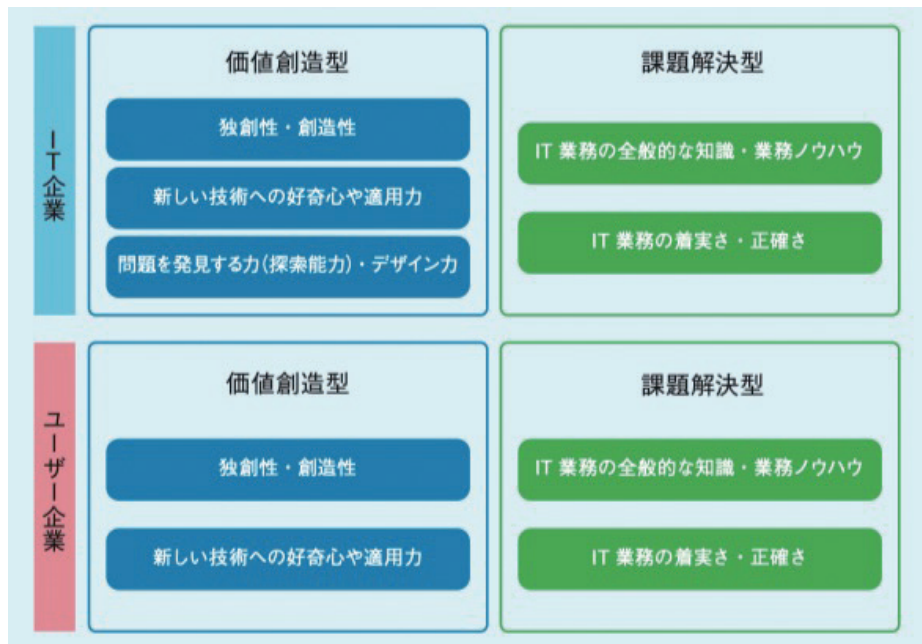 IT企業
価値創造型
独創性・創造性
新しい技術への好奇心や適用力
問題を発見する力(探索能力)・デザイン力
課題解決型
IT 業務の全般的な知識・業務ノウハウ
IT 業務の着実さ・正確さ
ユーザー企業
価値創造型
独創性・創造性
新しい技術への好奇心や適用力
課題解決型
IT 業務の全般的な知識・業務ノウハウ
IT 業務の着実さ・正確さ